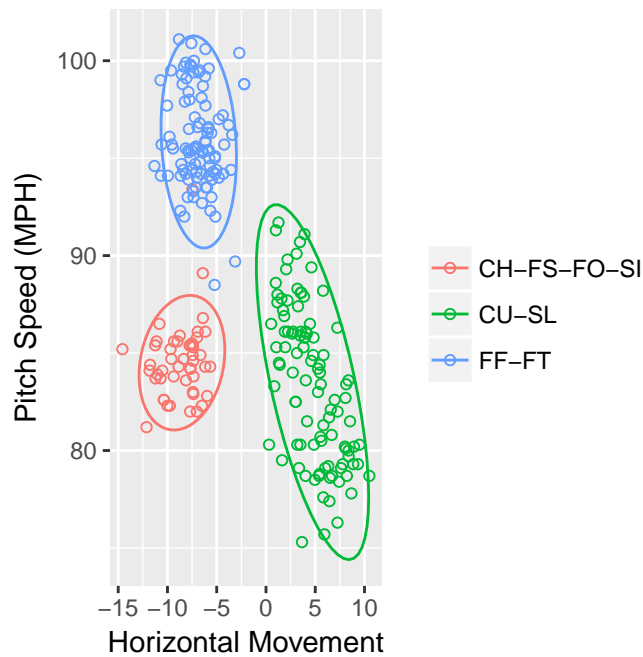 100
90
80
Pitch Speed (MPH)
−15 −10 −5 0 5 10
Horizontal Movement
CH−FS−FO−SI
CU−SL
FF−FT